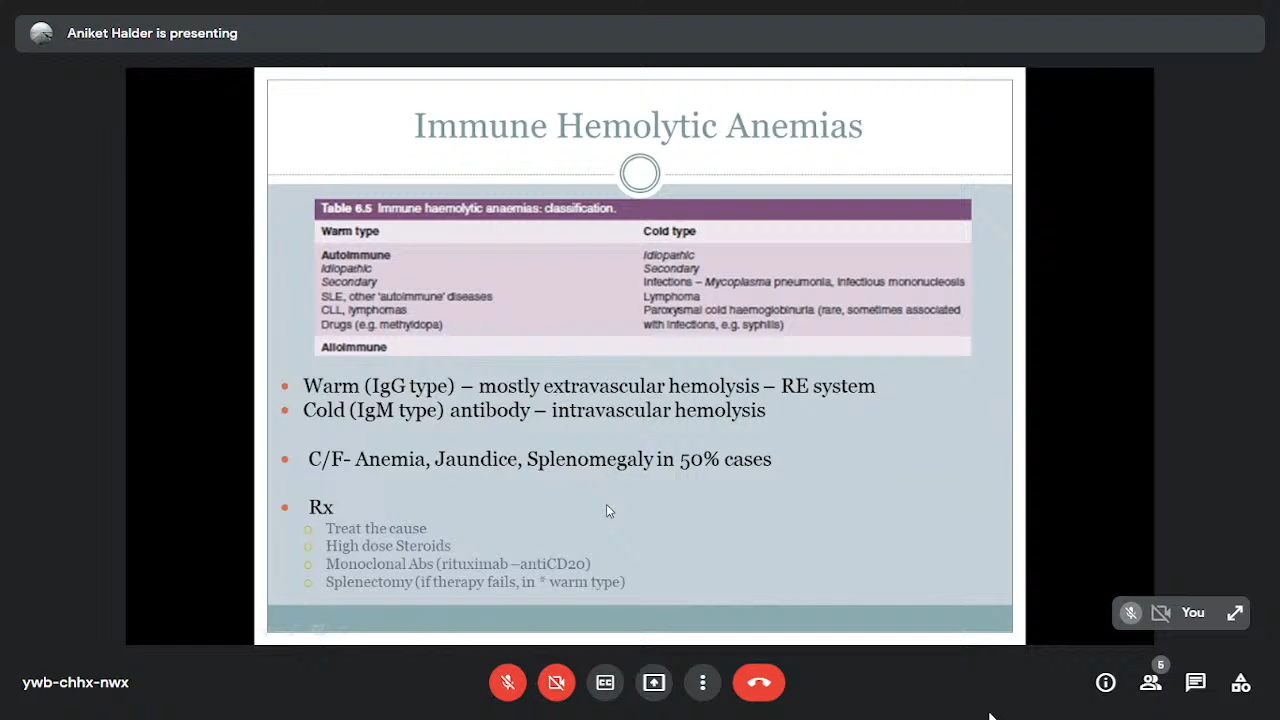 Aniket Halder is presenting
Immune Hemolytic Anemias
Table 6.5 Immune haemolytic anaemias: classification.
Warm type
Cold type
Autoimmune
Idiopathic
Secondary
SLE, other 'autoimmune' diseases
CLL, lymphomas
Drugs (e.g. methyldopa)
Idiopathic
Secondary
Infections – Mycoplasma pneumonia, infectious mononucleosis
Lymphoma
Paroxysmal cold haemoglobinuria (rare, sometimes associated
with infections, e.g. syphilis)
Alloimmune
Warm (IgG type) – mostly extravascular hemolysis – RE system
Cold (IgM type) antibody – intravascular hemolysis
C/F- Anemia, Jaundice, Splenomegaly in 50% cases
Rx
Treat the cause
High dose Steroids
Monoclonal Abs (rituximab –antiCD20)
Splenectomy (if therapy fails, in * warm type)
You
ywb-chhx-nwx
CC
5